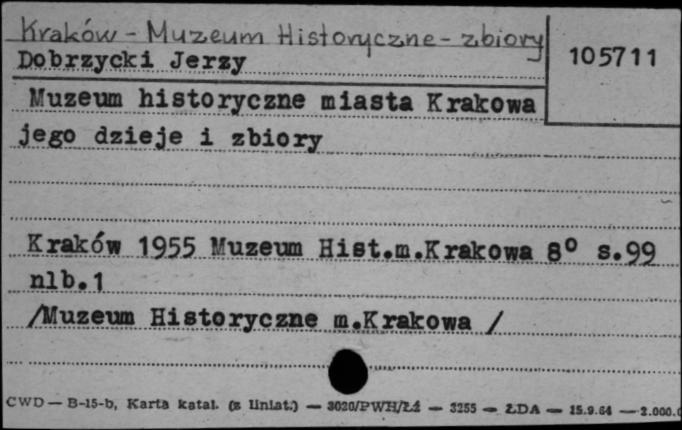 Kraków - Muzeum Historyczne - zbiory
105711
Dobrzycki Jerzy
Muzeum historyczne miasta Krakowa
jego dzieje i zbiory
Kraków 1955 Muzeum Hist.m.Krakowa 8° s.99
nlb.1
/Muzeum Historyczne m.Krakowa /
CWD — B-15-b, Karta katal. (z liniat.) — 3020/PWH/Łź — 3255 — ŁDA — 15.9.64 — 2.000.0